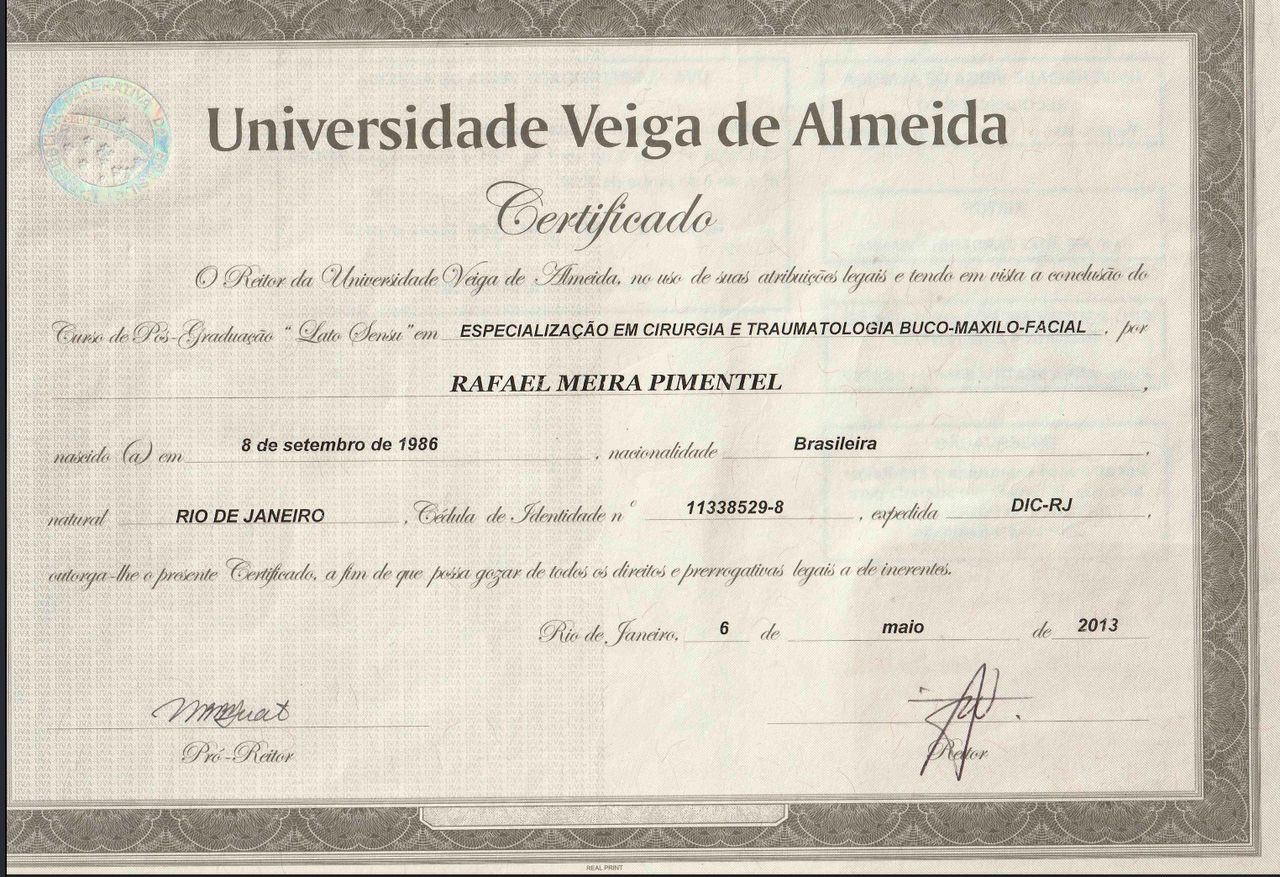 Universidade Veiga de Almeida
Certificado
O Reitor da Universidade Veiga de Almeida, no uso de suas atribuições legais e tendo em vista a conclusão do
Curso de Pós-Graduação “ Lato Sensu ” em ESPECIALIZAÇÃO EM CIRURGIA E TRAUMATOLOGIA BUCO-MAXILO-FACIAL , por
RAFAEL MEIRA PIMENTEL ,
nascido (a) em 8 de setembro de 1986 , nacionalidade Brasileira ,
natural RIO DE JANEIRO , Cédula de Identidade nº 11338529-8 , expedida DIC-RJ ,
outorga-lhe o presente Certificado, a fim de que possa gozar de todos os direitos e prerrogativas legais a ele inerentes.
Rio de Janeiro, 6 de maio de 2013
Pró-Reitor
Reitor
REAL PRINT